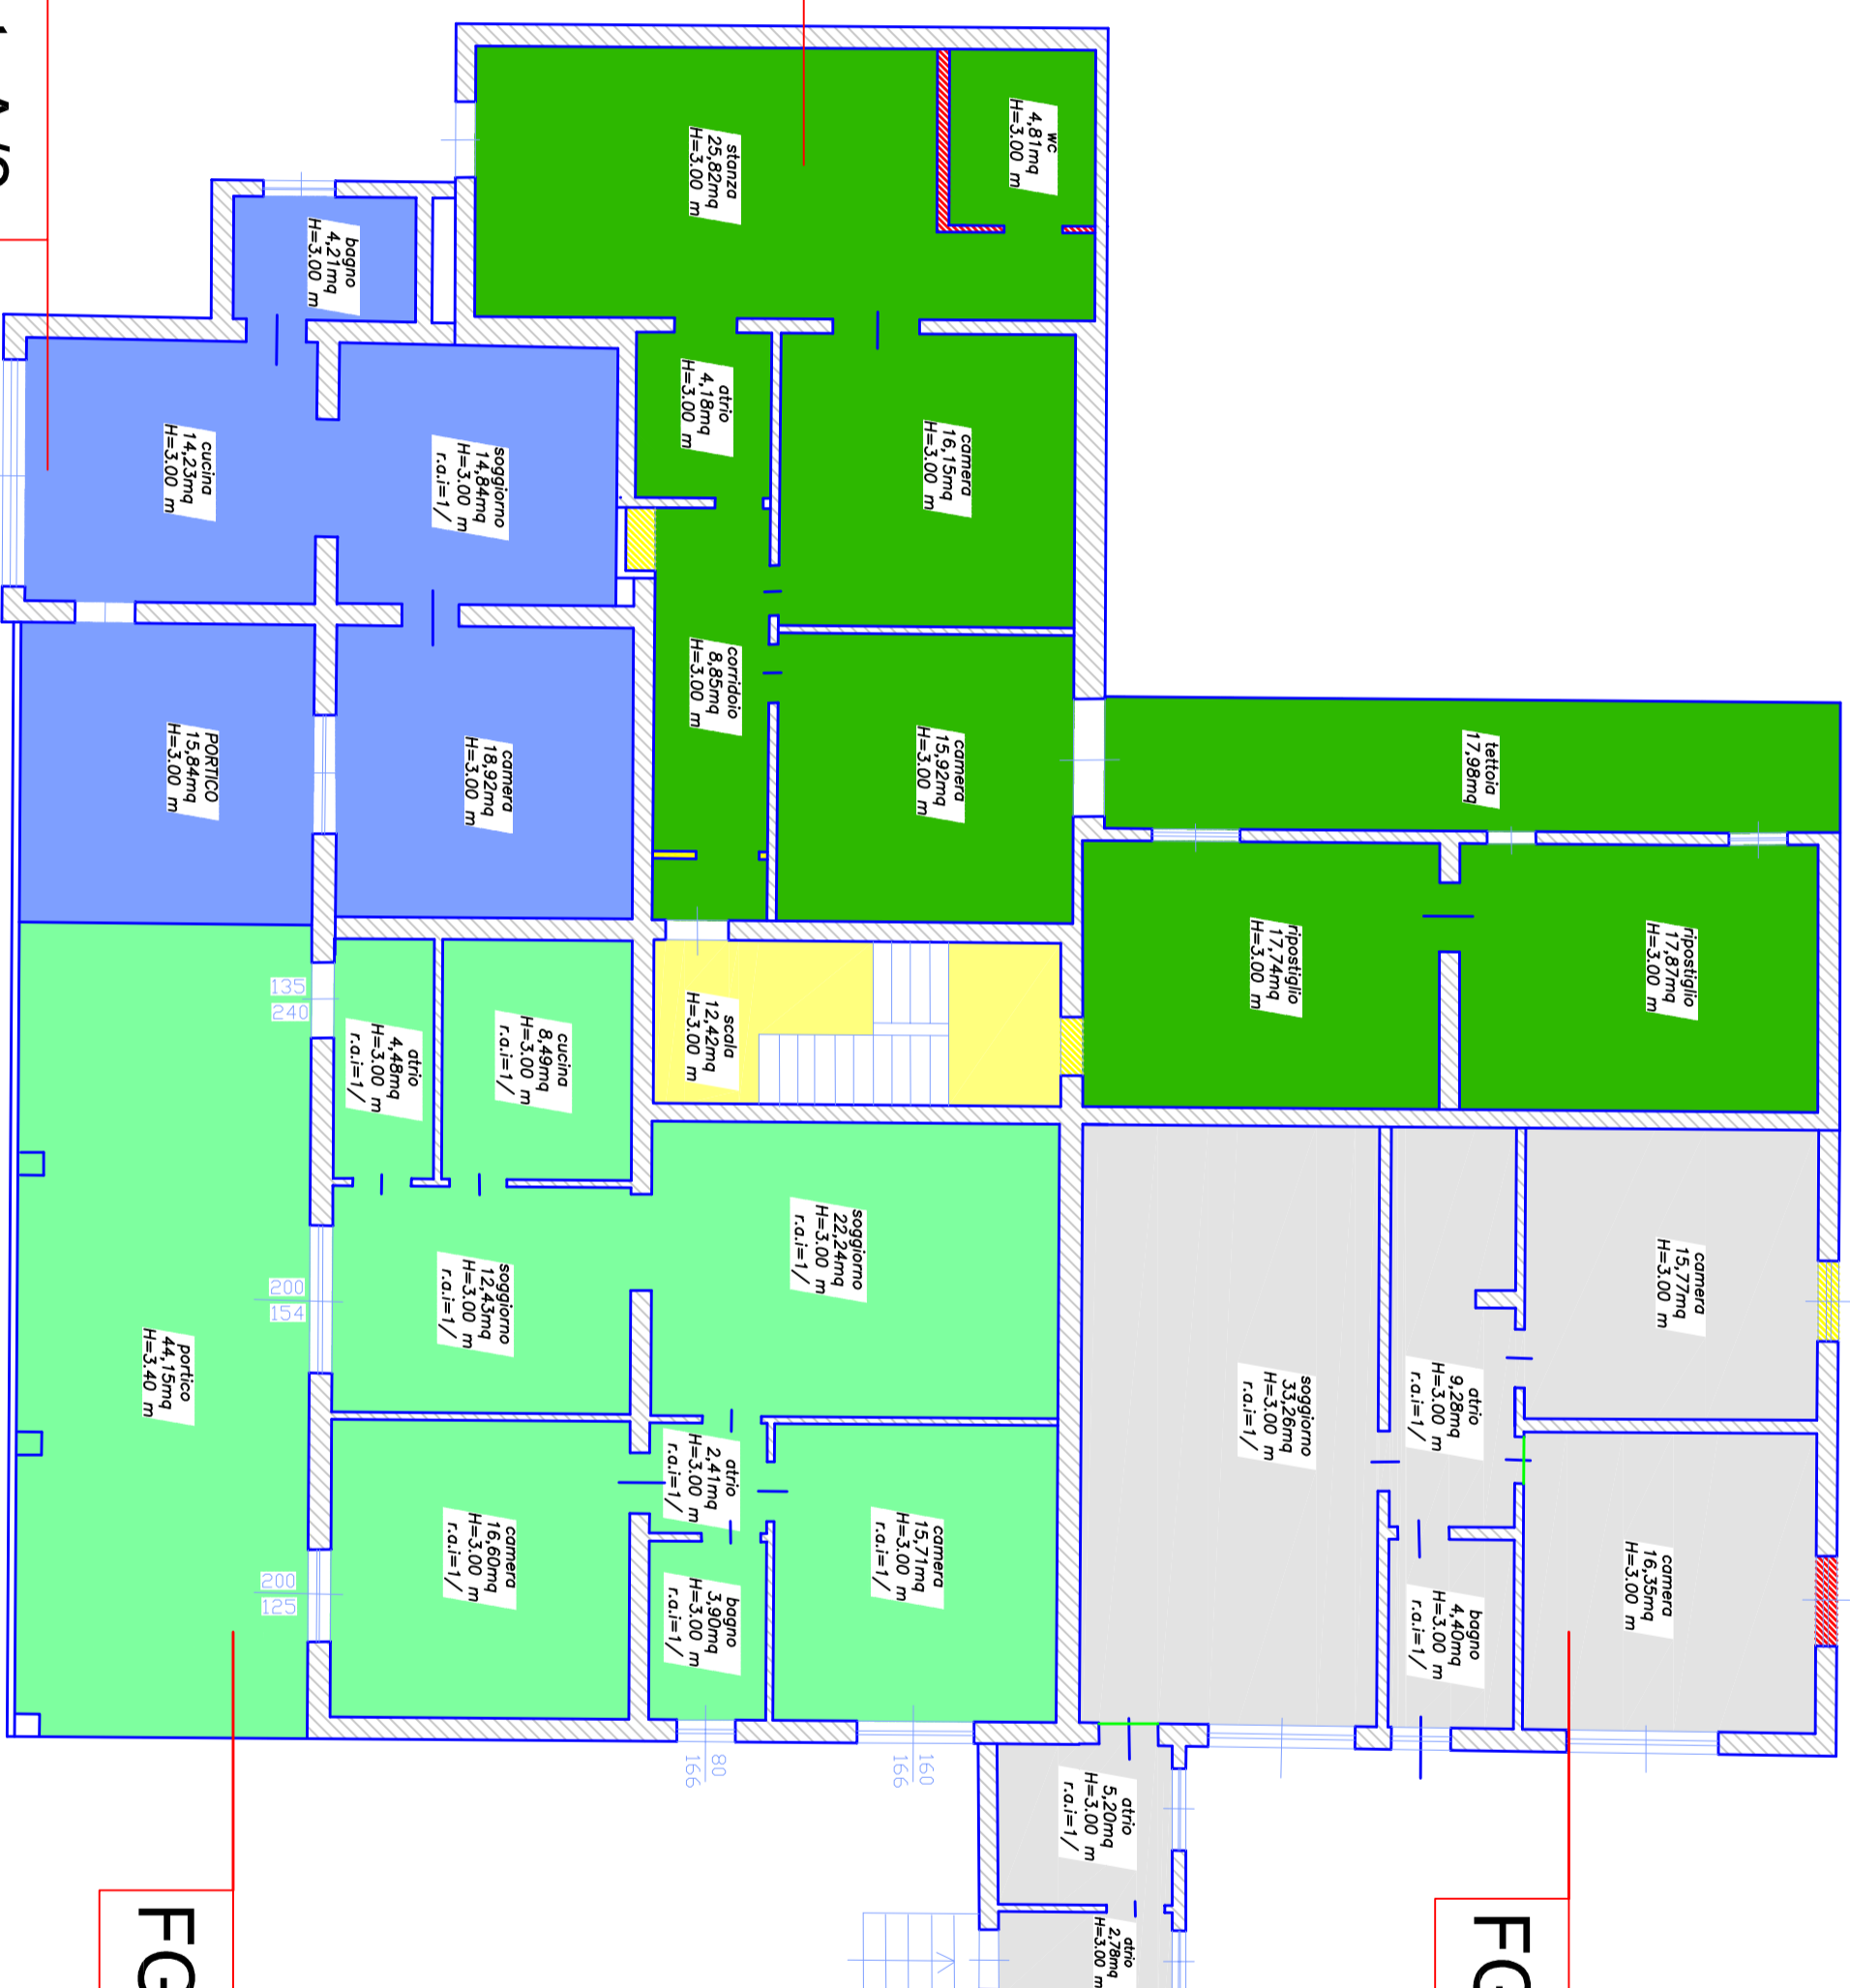 wc
4,81mq
H=3.00 m
stanza
25,82mq
H=3.00 m
bagno
4,21mq
H=3.00 m
atrio
4,18mq
H=3.00 m
camera
16,15mq
H=3.00 m
cucina
14,23mq
H=3.00 m
soggiorno
14,84mq
H=3.00 m
r.a.i=1/
corridoio
8,85mq
H=3.00 m
camera
15,92mq
H=3.00 m
tettoia
17,98mq
PORTICO
15,84mq
H=3.00 m
camera
18,92mq
H=3.00 m
ripostiglio
17,74mq
H=3.00 m
ripostiglio
17,87mq
H=3.00 m
135
240
atrio
4,48mq
H=3.00 m
r.a.i=1/
cucina
8,49mq
H=3.00 m
r.a.i=1/
scala
12,42mq
H=3.00 m
soggiorno
22,24mq
H=3.00 m
r.a.i=1/
soggiorno
12,43mq
H=3.00 m
r.a.i=1/
200
154
portico
44,15mq
H=3.40 m
camera
15,77mq
H=3.00 m
soggiorno
33,26mq
H=3.00 m
r.a.i=1/
atrio
9,28mq
H=3.00 m
r.a.i=1/
atrio
2,41mq
H=3.00 m
r.a.i=1/
camera
16,60mq
H=3.00 m
r.a.i=1/
camera
15,71mq
H=3.00 m
r.a.i=1/
bagno
3,90mq
H=3.00 m
r.a.i=1/
200
125
bagno
4,40mq
H=3.00 m
r.a.i=1/
camera
16,35mq
H=3.00 m
80
166
160
166
atrio
5,20mq
H=3.00 m
r.a.i=1/
atrio
2,78mq
H=3.00 m
FG
FG